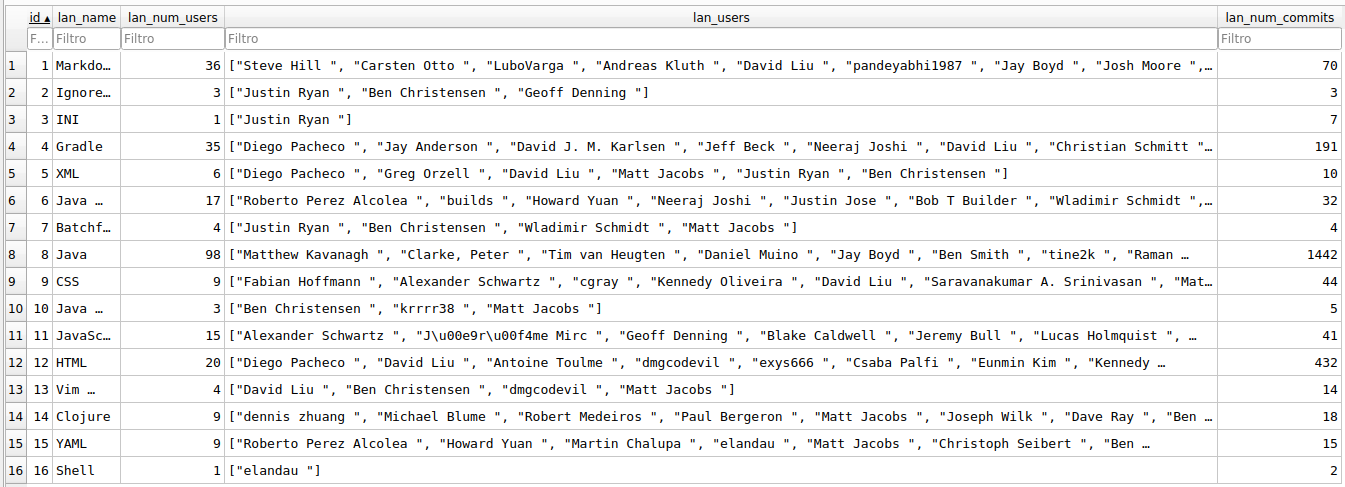 id lan_name lan_num_users lan_users lan_num_commits
F… Filtro Filtro Filtro Filtro
1 1 Markdo… 36 ["Steve Hill ", "Carsten Otto ", "LuboVarga ", "Andreas Kluth ", "David Liu ", "pandeyabhi1987 ", "Jay Boyd ", "Josh Moore ",… 70
2 2 Ignore… 3 ["Justin Ryan ", "Ben Christensen ", "Geoff Denning "] 3
3 3 INI 1 ["Justin Ryan "] 7
4 4 Gradle 35 ["Diego Pacheco ", "Jay Anderson ", "David J. M. Karlsen ", "Jeff Beck ", "Neeraj Joshi ", "David Liu ", "Christian Schmitt "… 191
5 5 XML 6 ["Diego Pacheco ", "Greg Orzell ", "David Liu ", "Matt Jacobs ", "Justin Ryan ", "Ben Christensen "] 10
6 6 Java … 17 ["Roberto Perez Alcolea ", "builds ", "Howard Yuan ", "Neeraj Joshi ", "Justin Jose ", "Bob T Builder ", "Wladimir Schmidt ",… 32
7 7 Batchf… 4 ["Justin Ryan ", "Ben Christensen ", "Wladimir Schmidt ", "Matt Jacobs "] 4
8 8 Java 98 ["Matthew Kavanagh ", "Clarke, Peter ", "Tim van Heugten ", "Daniel Muino ", "Jay Boyd ", "Ben Smith ", "tine2k ", "Raman … 1442
9 9 CSS 9 ["Fabian Hoffmann ", "Alexander Schwartz ", "cgray ", "Kennedy Oliveira ", "David Liu ", "Saravanakumar A. Srinivasan ", "Mat… 44
10 10 Java … 3 ["Ben Christensen ", "krrrr38 ", "Matt Jacobs "] 5
11 11 JavaSc… 15 ["Alexander Schwartz ", "J\u00e9r\u00f4me Mirc ", "Geoff Denning ", "Blake Caldwell ", "Jeremy Bull ", "Lucas Holmquist ", … 41
12 12 HTML 20 ["Diego Pacheco ", "David Liu ", "Antoine Toulme ", "dmgcodevil ", "exys666 ", "Csaba Palfi ", "Eunmin Kim ", "Kennedy … 432
13 13 Vim … 4 ["David Liu ", "Ben Christensen ", "dmgcodevil ", "Matt Jacobs "] 14
14 14 Clojure 9 ["dennis zhuang ", "Michael Blume ", "Robert Medeiros ", "Paul Bergeron ", "Matt Jacobs ", "Joseph Wilk ", "Dave Ray ", "Ben … 18
15 15 YAML 9 ["Roberto Perez Alcolea ", "Howard Yuan ", "Martin Chalupa ", "elandau ", "Matt Jacobs ", "Christoph Seibert ", "Ben … 15
16 16 Shell 1 ["elandau "] 2